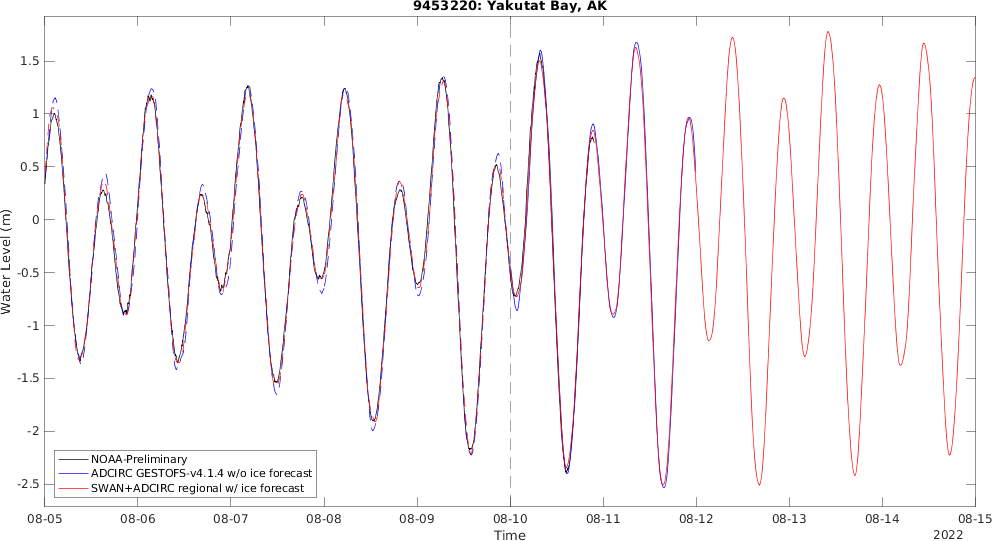 9453220: Yakutat Bay, AK
Water Level (m)
1.5
1
0.5
0
-0.5
-1
-1.5
-2
-2.5
NOAA-Preliminary
ADCIRC GESTOFS-v4.1.4 w/o ice forecast
SWAN+ADCIRC regional w/ ice forecast
08-05 08-06 08-07 08-08 08-09 08-10 08-11 08-12 08-13 08-14 08-15
Time
2022